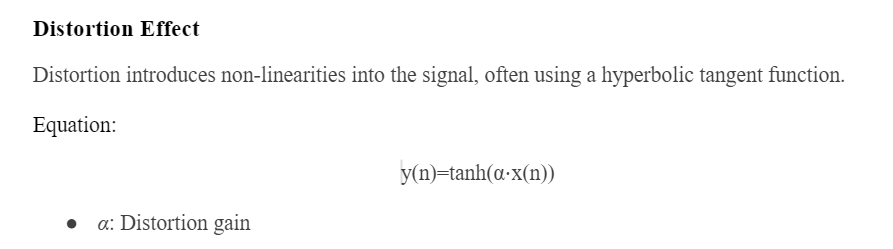 Distortion Effect
Distortion introduces non-linearities into the signal, often using a hyperbolic tangent function.
Equation:
y(n)=tanh(α·x(n))
● α: Distortion gain